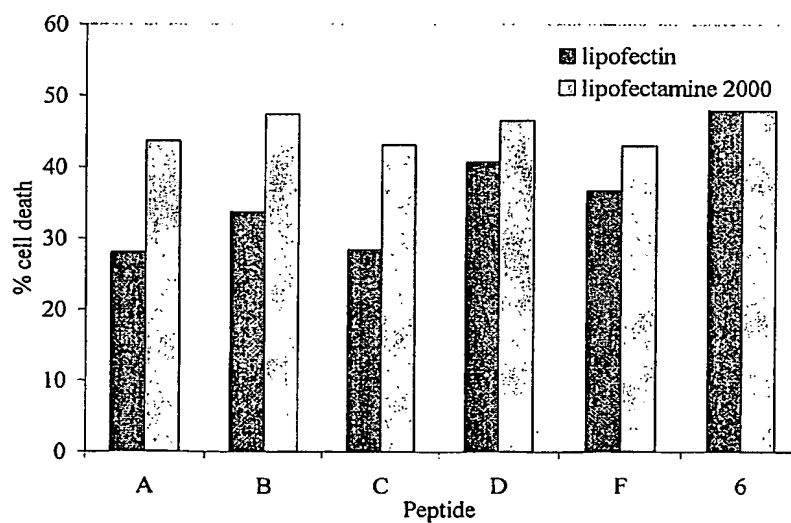 60
50
40
30
20
10
0
% cell death
lipofectin
lipofectamine 2000
A B C D F 6
Peptide